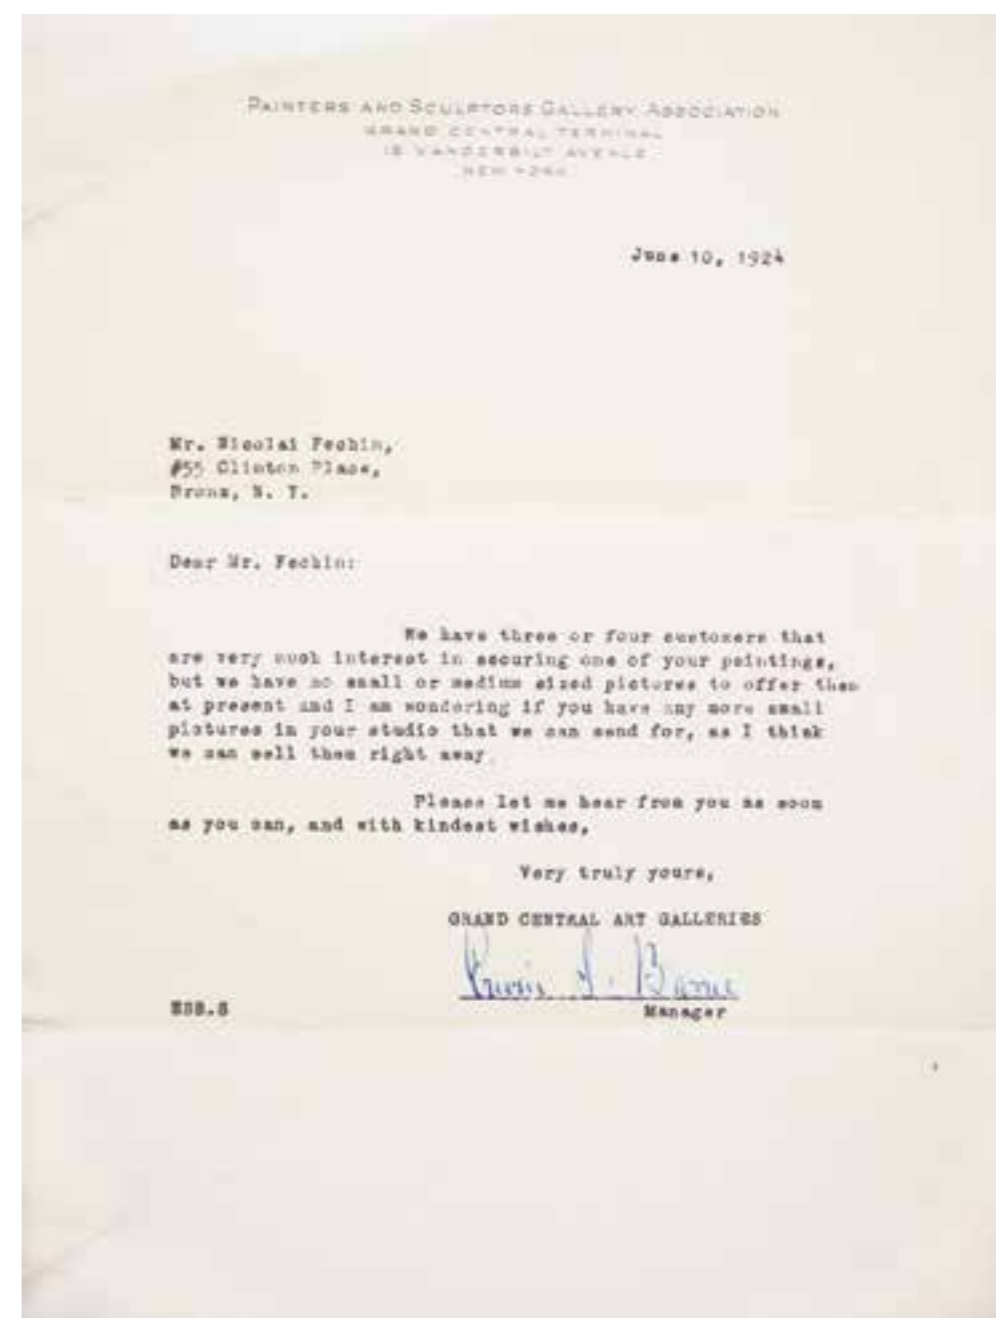 PAINTERS AND SCULPTORS GALLERY ASSOCIATION
GRAND CENTRAL TERMINAL
15 VANDERBILT AVENUE
NEW YORK
June 10, 1924
Mr. Nicolai Fechin,
#55 Clinton Place,
Bronx, N. Y.
Dear Mr. Fechin:
We have three or four customers that
are very much interest in securing one of your paintings,
but we have no small or medium sized pictures to offer them
at present and I am wondering if you have any more small
pictures in your studio that we can send for, as I think
we can sell them right away.
Please let me hear from you as soon
as you can, and with kindest wishes,
Very truly yours,
GRAND CENTRAL ART GALLERIES
Manager